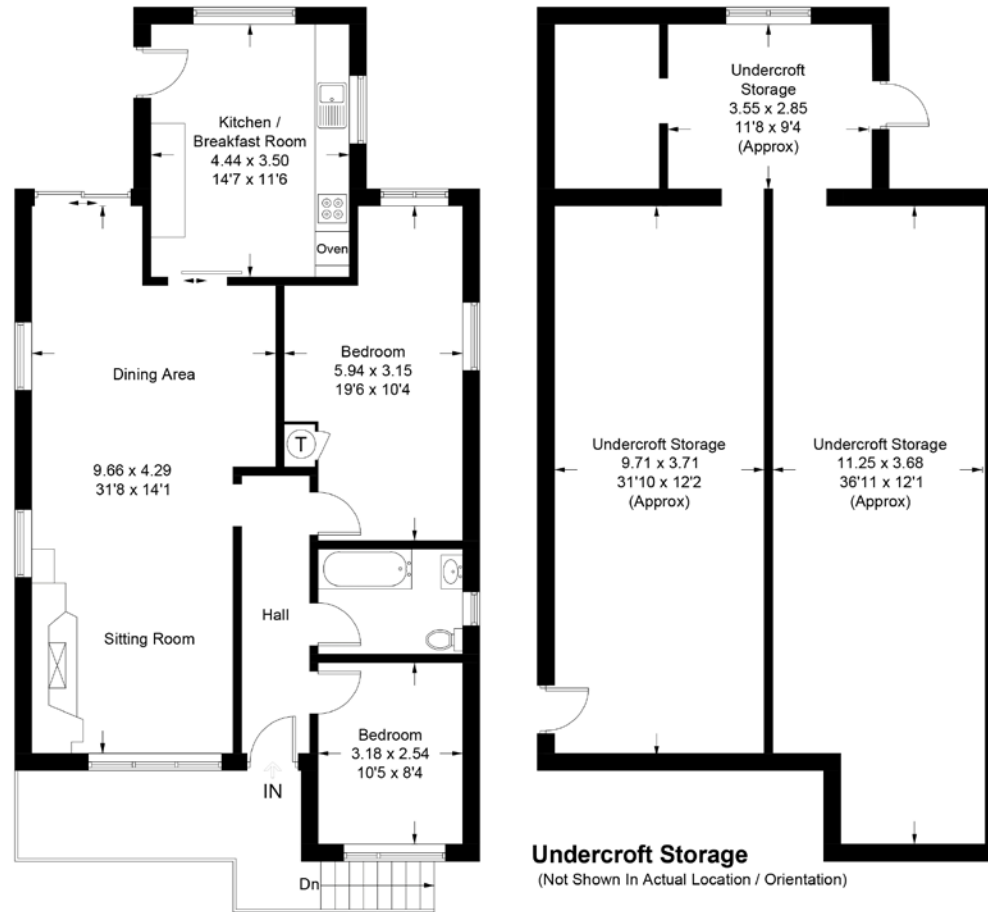 Kitchen /
Breakfast Room
4.44 x 3.50
14'7 x 11'6
Oven
Dining Area
Bedroom
5.94 x 3.15
19'6 x 10'4
T
9.66 x 4.29
31'8 x 14'1
Hall
Sitting Room
Bedroom
3.18 x 2.54
10'5 x 8'4
IN
Dn
Undercroft
Storage
3.55 x 2.85
11'8 x 9'4
(Approx)
Undercroft Storage
9.71 x 3.71
31'10 x 12'2
(Approx)
Undercroft Storage
11.25 x 3.68
36'11 x 12'1
(Approx)
Undercroft Storage
(Not Shown In Actual Location / Orientation)